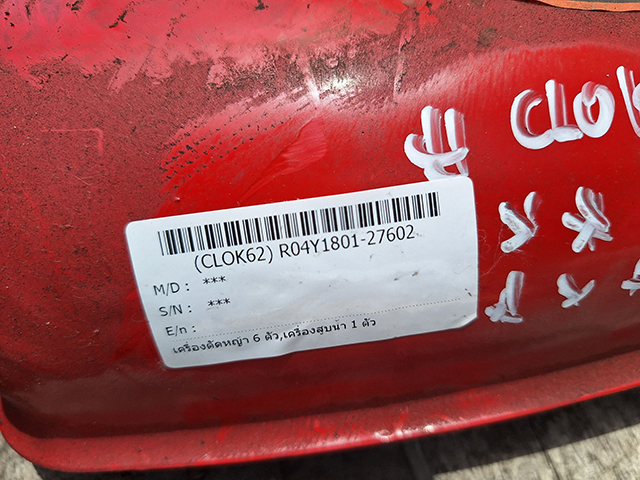 CLOK
(CLOK62) R04Y1801-27602
M/D : ***
S/N : ***
E/n :
เครื่องตัดหญ้า 6 ตัว,เครื่องสูบน้ำ 1 ตัว